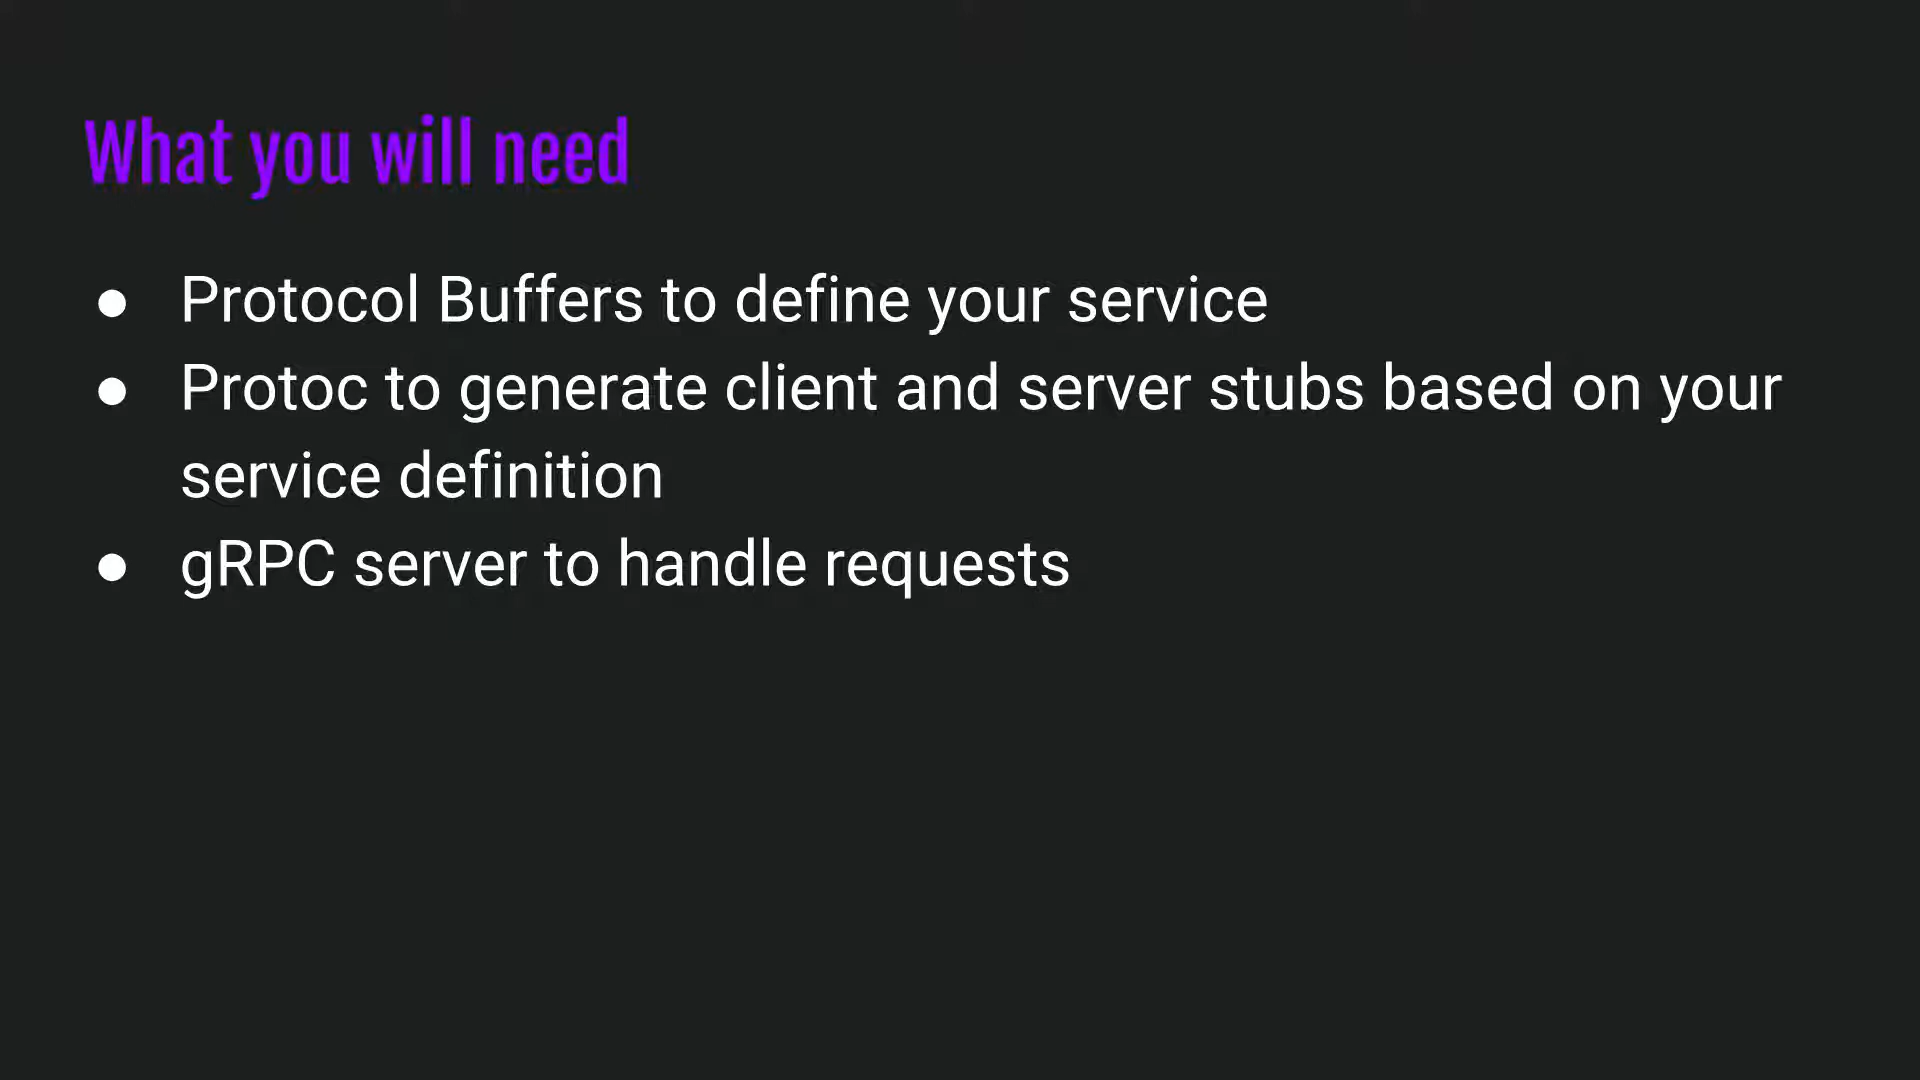 What you will need
● Protocol Buffers to define your service
● Protoc to generate client and server stubs based on your
service definition
● gRPC server to handle requests